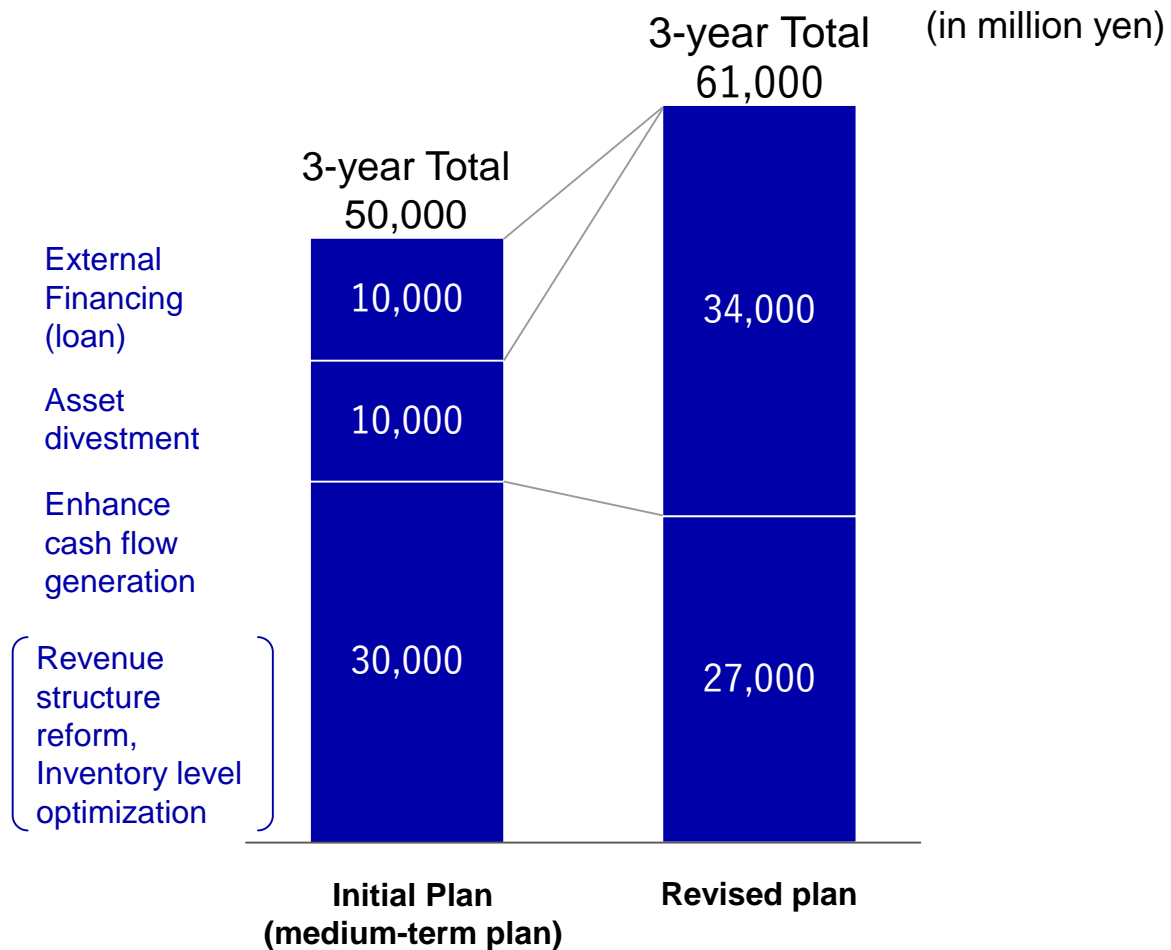 (in million yen)
3-year Total
61,000
3-year Total
50,000
External
Financing
(loan)
10,000
34,000
Asset
divestment
10,000
Enhance
cash flow
generation
Revenue
structure
reform,
Inventory level
optimization
30,000
27,000
Initial Plan
(medium-term plan)
Revised plan